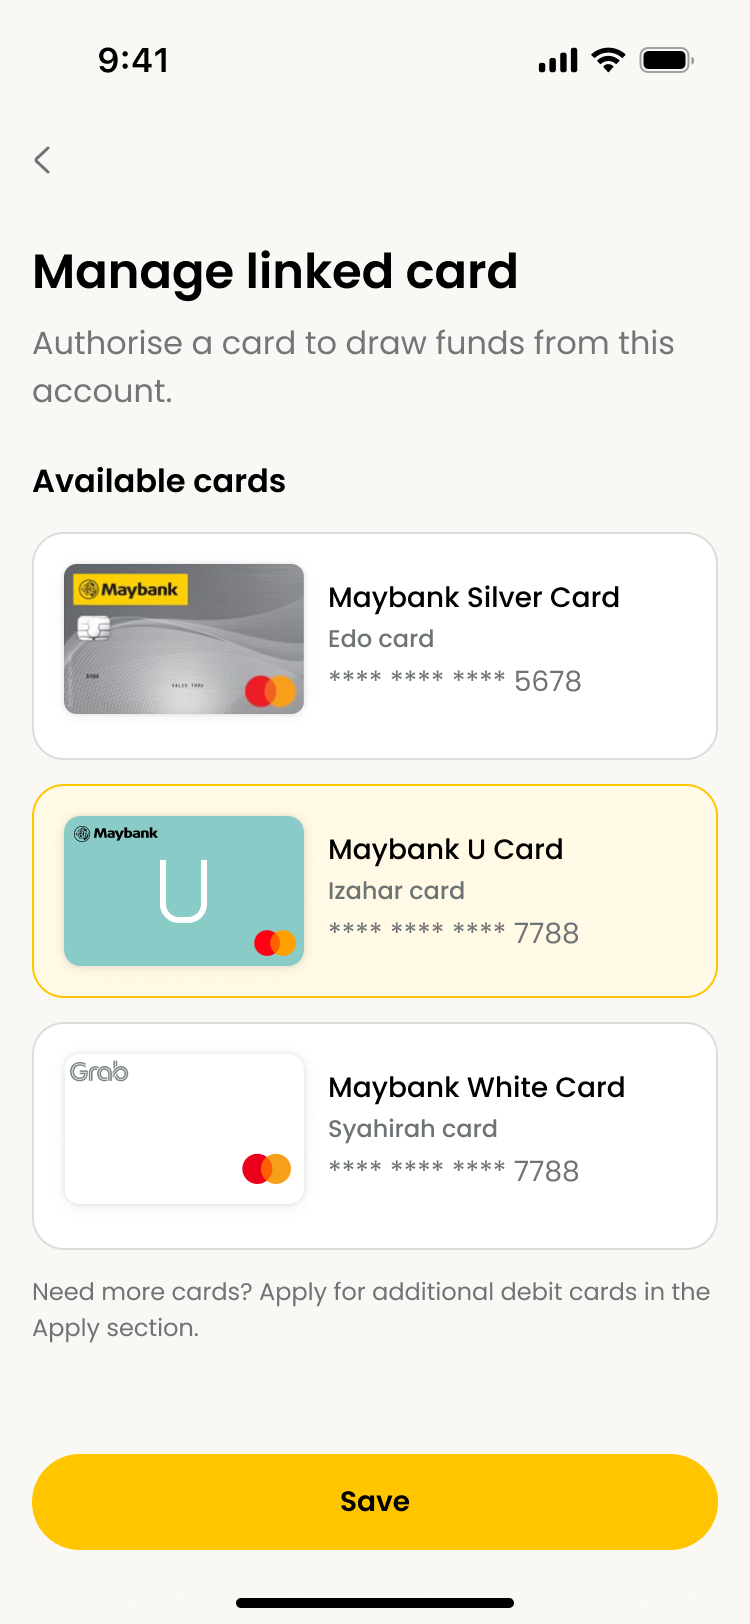 9:41
Manage linked card
Authorise a card to draw funds from this
account.
Available cards
Maybank
VALID THRU
Maybank Silver Card
Edo card
**** **** **** 5678
Maybank
U
Maybank U Card
Izahar card
**** **** **** 7788
Grab
Maybank White Card
Syahirah card
**** **** **** 7788
Need more cards? Apply for additional debit cards in the
Apply section.
Save